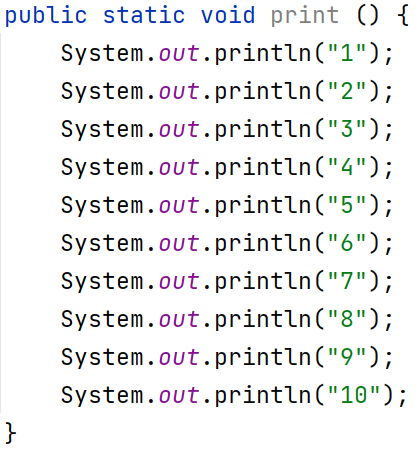 public static void print () {
    System.out.println("1");
    System.out.println("2");
    System.out.println("3");
    System.out.println("4");
    System.out.println("5");
    System.out.println("6");
    System.out.println("7");
    System.out.println("8");
    System.out.println("9");
    System.out.println("10");
}